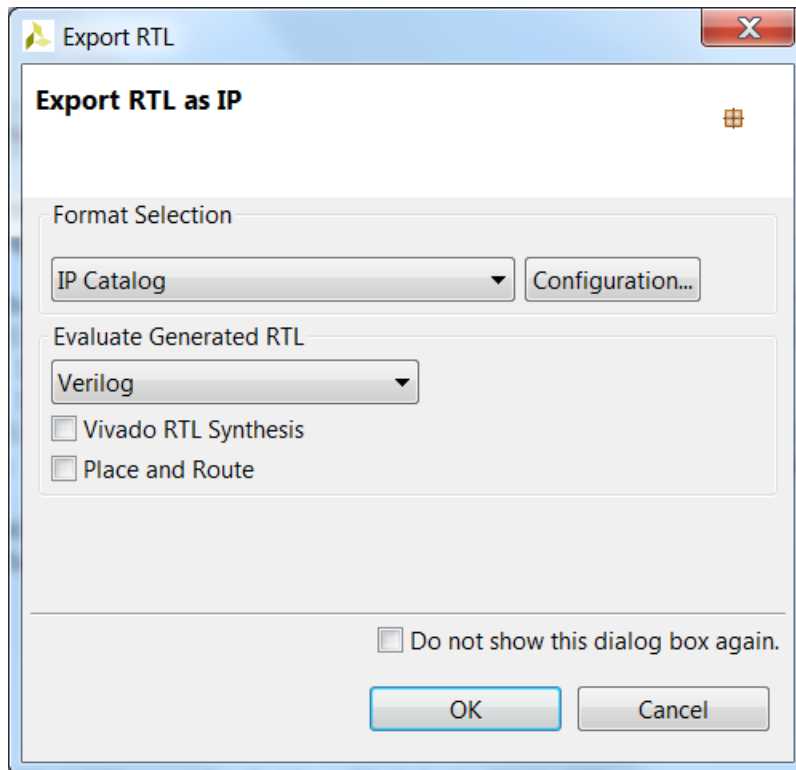 Export RTL
Export RTL as IP
Format Selection
IP Catalog
Configuration...
Evaluate Generated RTL
Verilog
Vivado RTL Synthesis
Place and Route
Do not show this dialog box again.
OK
Cancel